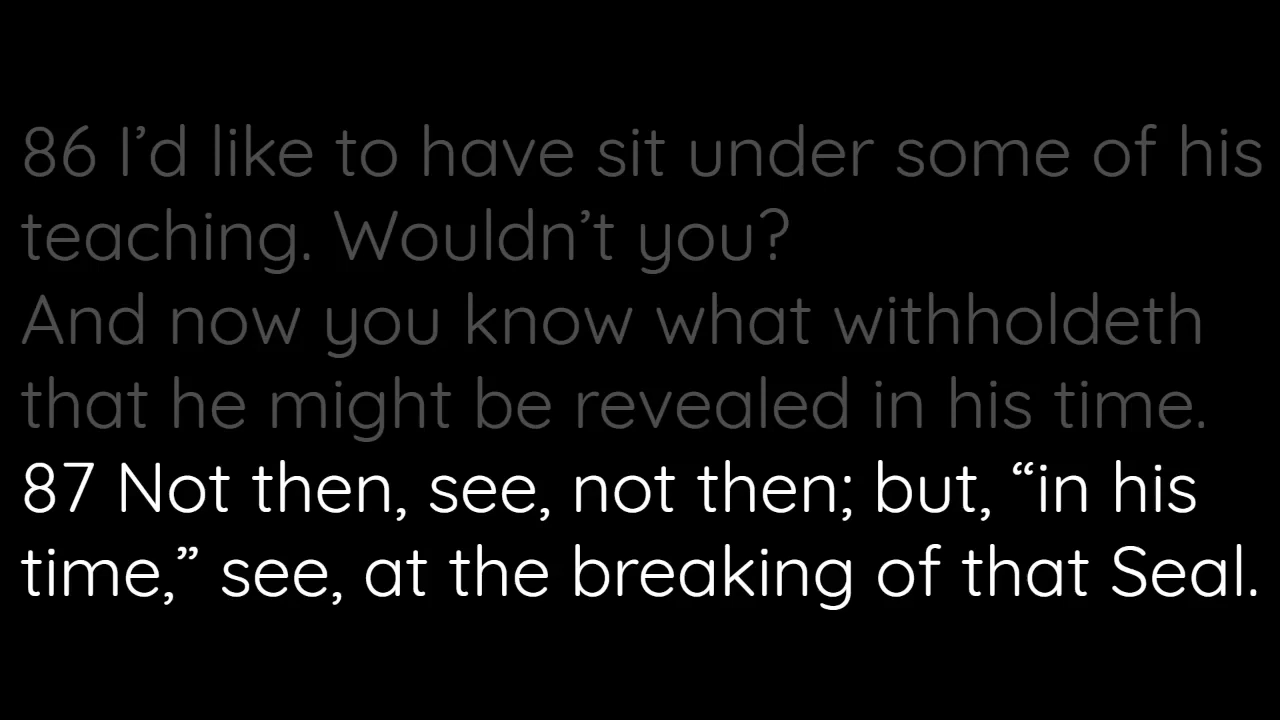 86 I’d like to have sit under some of his
teaching. Wouldn’t you?
And now you know what withholdeth
that he might be revealed in his time.
87 Not then, see, not then; but, “in his
time,” see, at the breaking of that Seal.